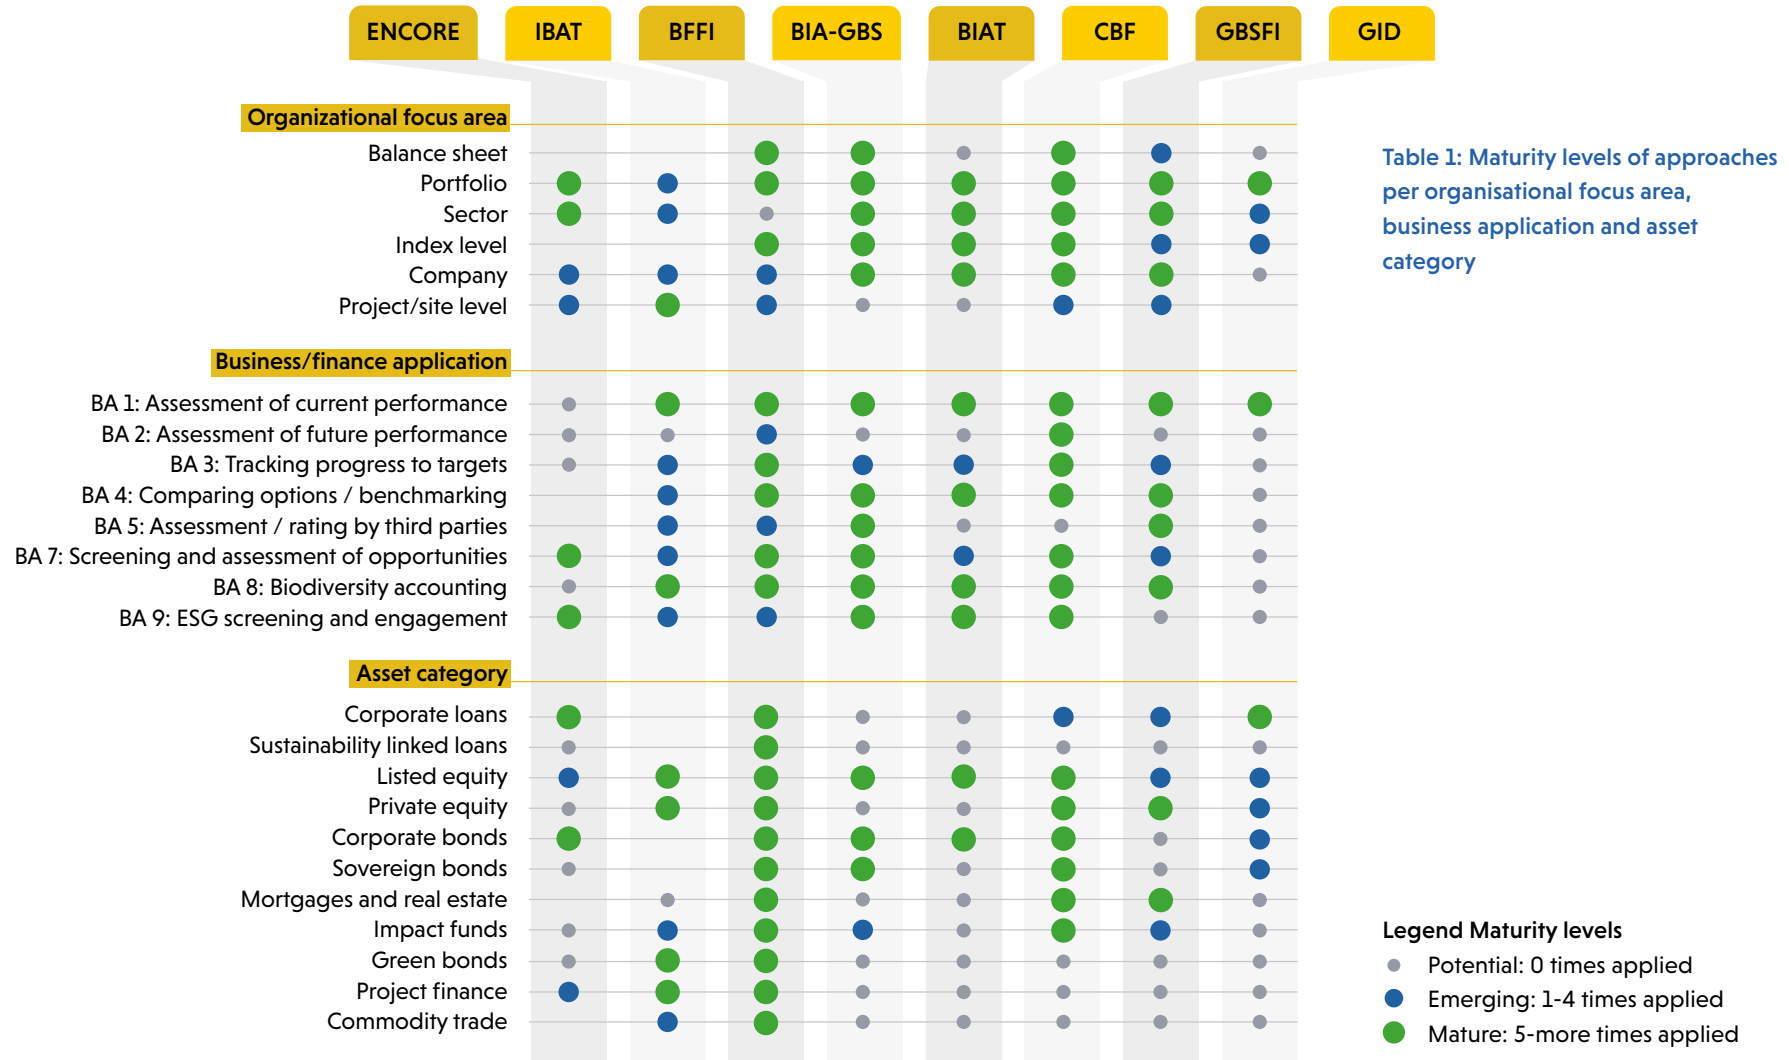 ENCORE IBAT BFFI BIA-GBS BIAT CBF GBSFI GID
Organizational focus area
Balance sheet
Portfolio
Sector
Index level
Company
Project/site level
Business/finance application
BA 1: Assessment of current performance
BA 2: Assessment of future performance
BA 3: Tracking progress to targets
BA 4: Comparing options / benchmarking
BA 5: Assessment / rating by third parties
BA 7: Screening and assessment of opportunities
BA 8: Biodiversity accounting
BA 9: ESG screening and engagement
Asset category
Corporate loans
Sustainability linked loans
Listed equity
Private equity
Corporate bonds
Sovereign bonds
Mortgages and real estate
Impact funds
Green bonds
Project finance
Commodity trade
Table 1: Maturity levels of approaches
per organisational focus area,
business application and asset
category
Legend Maturity levels
Potential: 0 times applied
Emerging: 1-4 times applied
Mature: 5-more times applied